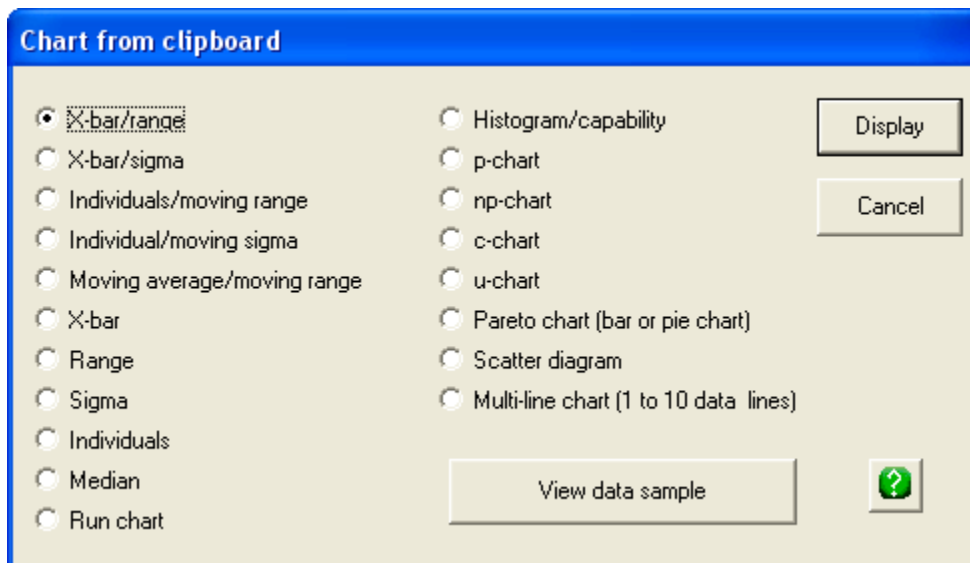 Chart from clipboard
X-bar/range
X-bar/sigma
Individuals/moving range
Individual/moving sigma
Moving average/moving range
X-bar
Range
Sigma
Individuals
Median
Run chart
Histogram/capability
p-chart
np-chart
c-chart
u-chart
Pareto chart (bar or pie chart)
Scatter diagram
Multi-line chart (1 to 10 data  lines)
View data sample
Display
Cancel
?